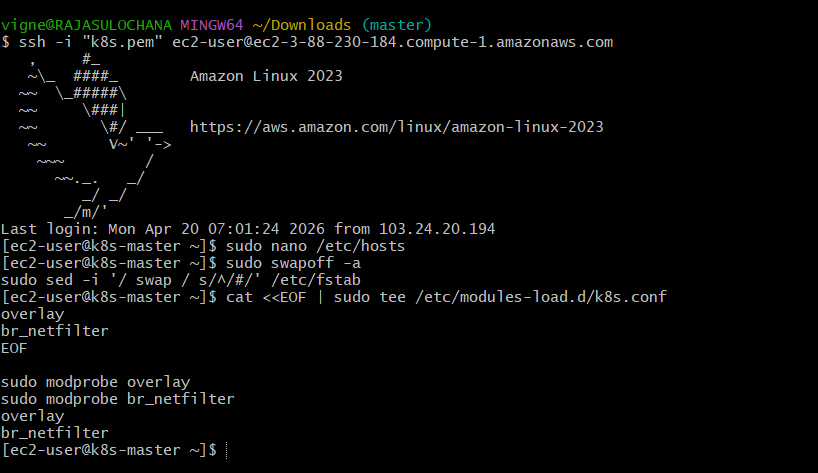 vigne@RAJASULOCHANA MINGW64 ~/Downloads (master)
$ ssh -i "k8s.pem" ec2-user@ec2-3-88-230-184.compute-1.amazonaws.com
   ,     #_
   ~\_  ####_        Amazon Linux 2023
  ~~  \_#####\
  ~~     \###|
  ~~       \#/ ___   https://aws.amazon.com/linux/amazon-linux-2023
   ~~       V~' '->
    ~~~         /
      ~~._.   _/
         _/ _/
       _/m/'
Last login: Mon Apr 20 07:01:24 2026 from 103.24.20.194
[ec2-user@k8s-master ~]$ sudo nano /etc/hosts
[ec2-user@k8s-master ~]$ sudo swapoff -a
sudo sed -i '/ swap / s/^/#/' /etc/fstab
[ec2-user@k8s-master ~]$ cat <<EOF | sudo tee /etc/modules-load.d/k8s.conf
overlay
br_netfilter
EOF

sudo modprobe overlay
sudo modprobe br_netfilter
overlay
br_netfilter
[ec2-user@k8s-master ~]$